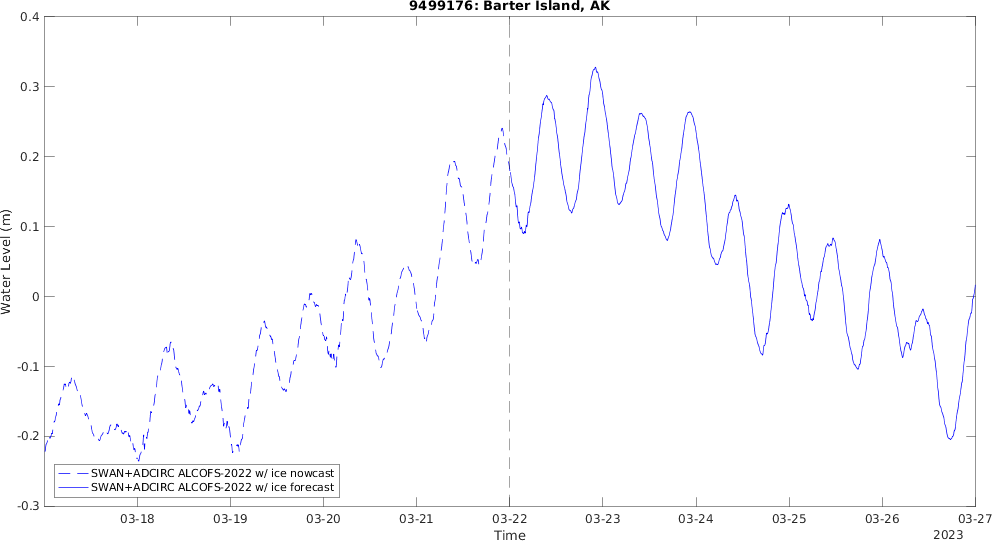 9499176: Barter Island, AK
0.4
0.3
0.2
0.1
0
-0.1
-0.2
-0.3
Water Level (m)
SWAN+ADCIRC ALCOFS-2022 w/ ice nowcast
SWAN+ADCIRC ALCOFS-2022 w/ ice forecast
03-18 03-19 03-20 03-21 03-22 03-23 03-24 03-25 03-26 03-27
Time
2023